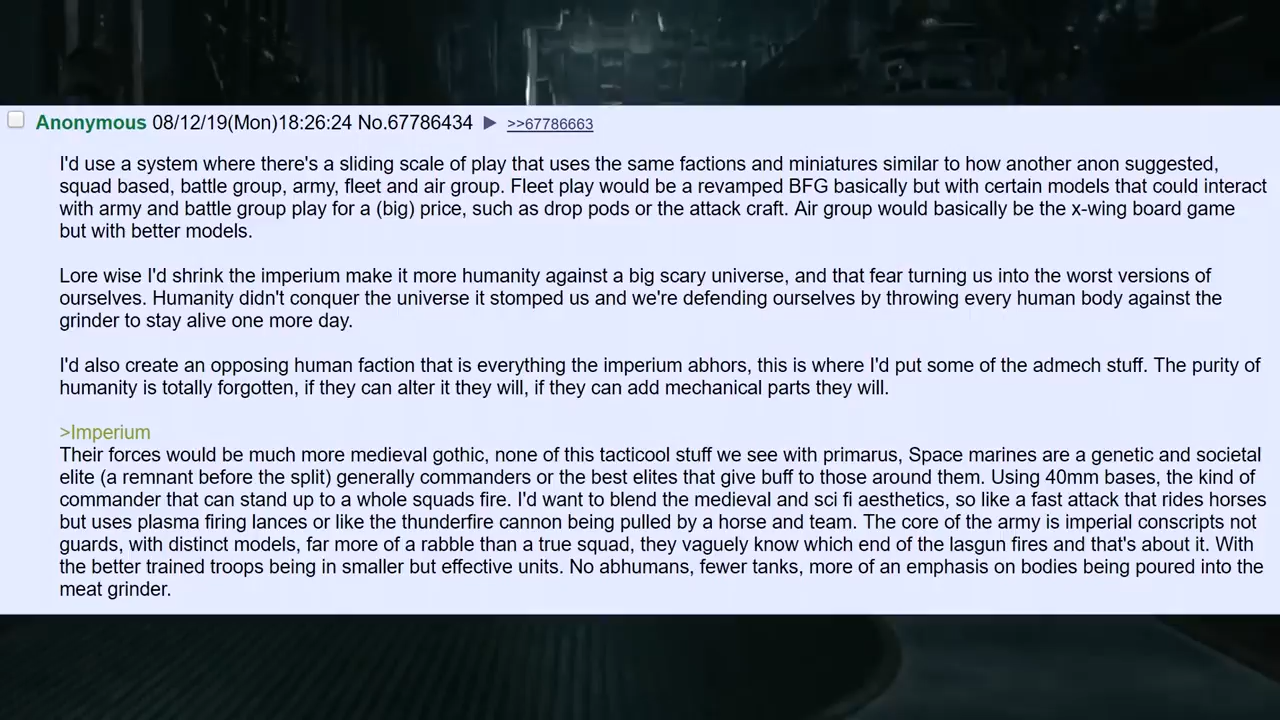 Anonymous 08/12/19(Mon)18:26:24 No.67786434 ▶ >>67786663
I'd use a system where there's a sliding scale of play that uses the same factions and miniatures similar to how another anon suggested,
squad based, battle group, army, fleet and air group. Fleet play would be a revamped BFG basically but with certain models that could interact
with army and battle group play for a (big) price, such as drop pods or the attack craft. Air group would basically be the x-wing board game
but with better models.
Lore wise I'd shrink the imperium make it more humanity against a big scary universe, and that fear turning us into the worst versions of
ourselves. Humanity didn't conquer the universe it stomped us and we're defending ourselves by throwing every human body against the
grinder to stay alive one more day.
I'd also create an opposing human faction that is everything the imperium abhors, this is where I'd put some of the admech stuff. The purity of
humanity is totally forgotten, if they can alter it they will, if they can add mechanical parts they will.
>Imperium
Their forces would be much more medieval gothic, none of this tacticool stuff we see with primarus, Space marines are a genetic and societal
elite (a remnant before the split) generally commanders or the best elites that give buff to those around them. Using 40mm bases, the kind of
commander that can stand up to a whole squads fire. I'd want to blend the medieval and sci fi aesthetics, so like a fast attack that rides horses
but uses plasma firing lances or like the thunderfire cannon being pulled by a horse and team. The core of the army is imperial conscripts not
guards, with distinct models, far more of a rabble than a true squad, they vaguely know which end of the lasgun fires and that's about it. With
the better trained troops being in smaller but effective units. No abhumans, fewer tanks, more of an emphasis on bodies being poured into the
meat grinder.